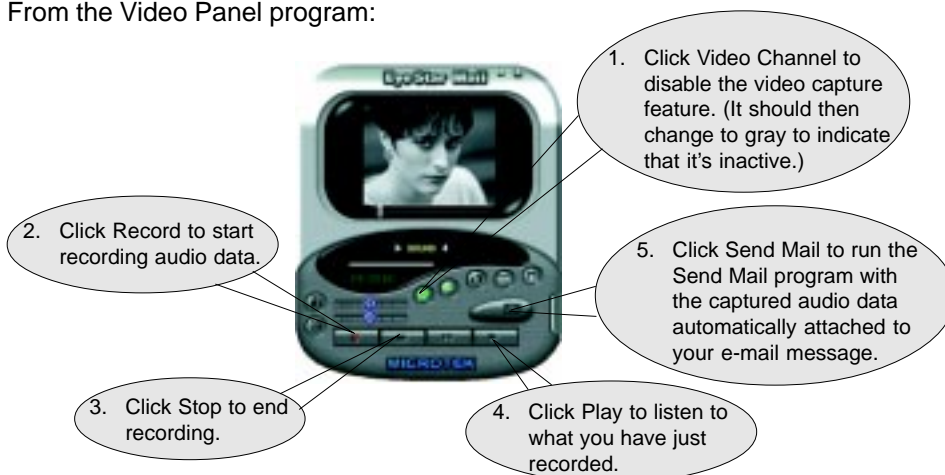 From the Video Panel program:
EyeStar Mail
1. Click Video Channel to
disable the video capture
feature. (It should then
change to gray to indicate
that it's inactive.)
2. Click Record to start
recording audio data.
SOUND
5. Click Send Mail to run the
Send Mail program with
the captured audio data
automatically attached to
your e-mail message.
MICROTEK
3. Click Stop to end
recording.
4. Click Play to listen to
what you have just
recorded.